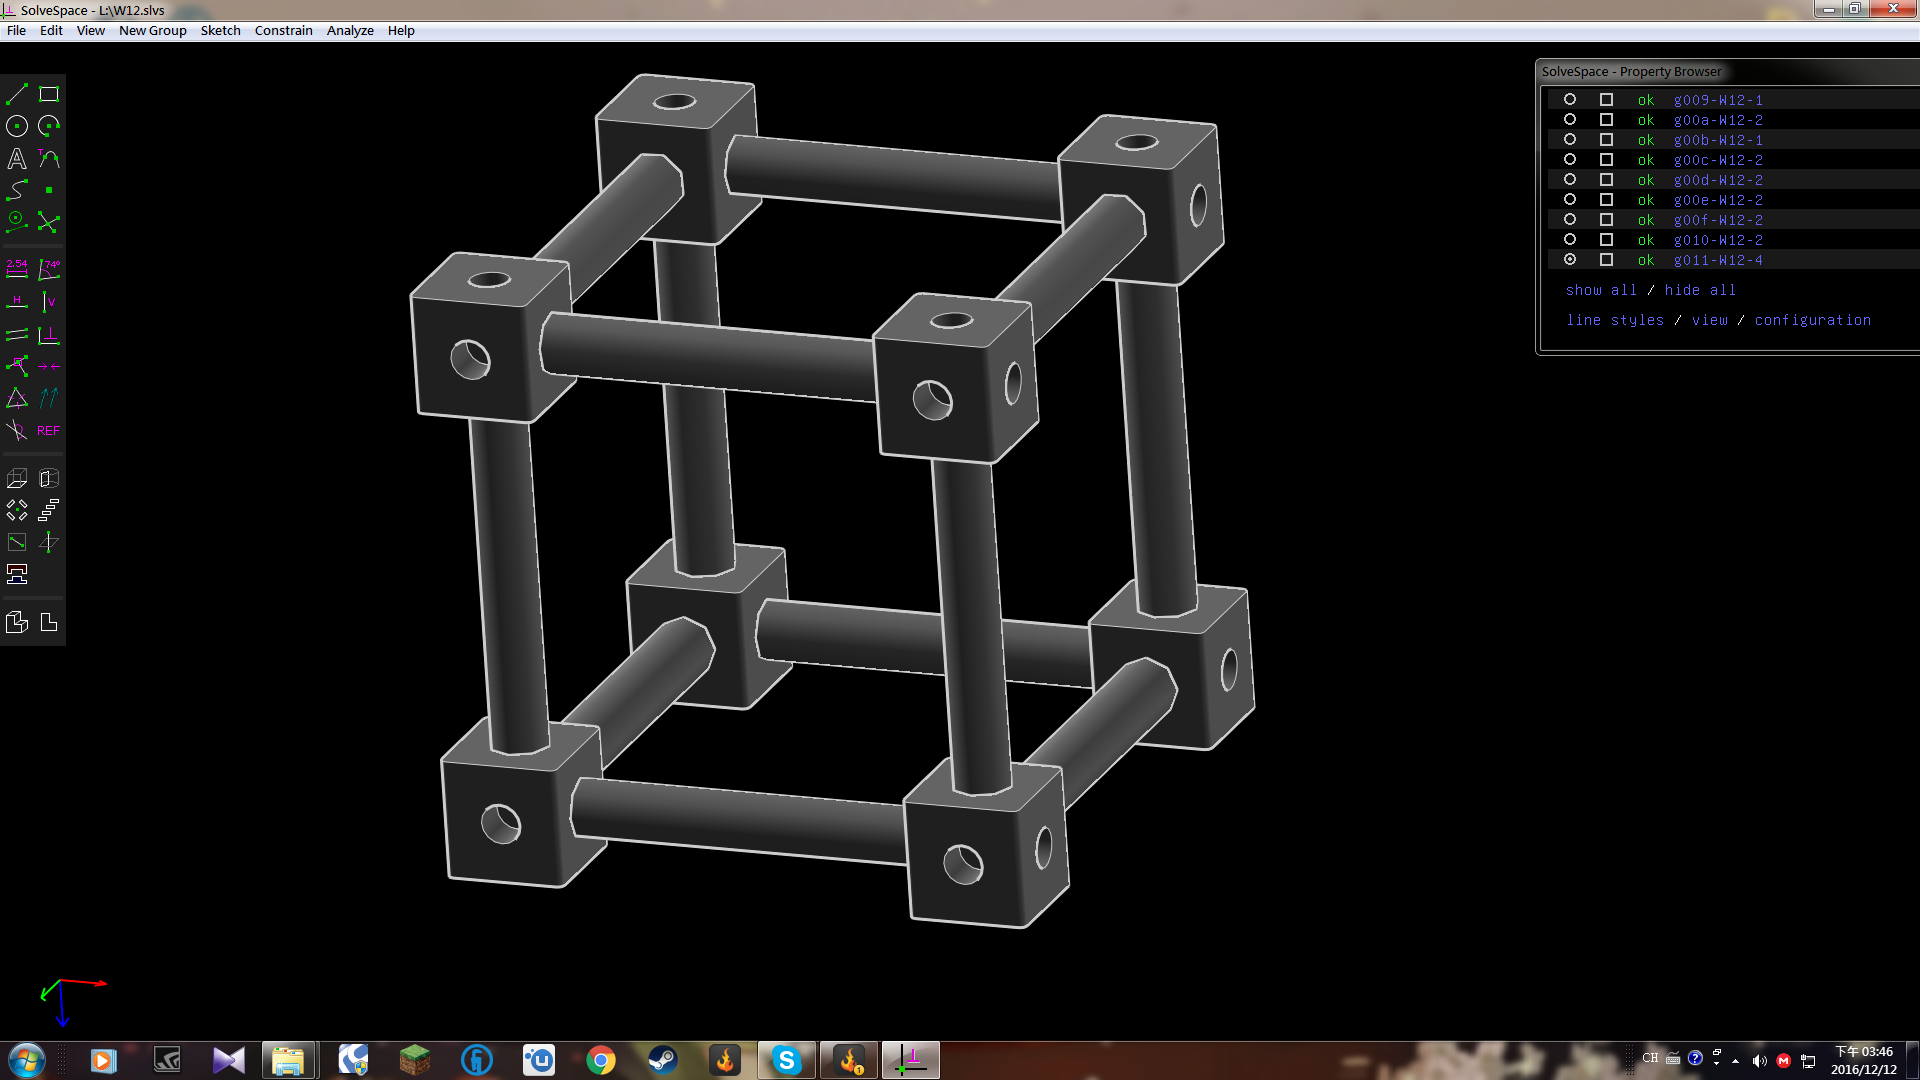 SolveSpace - L:\W12.slvs
File Edit View New Group Sketch Constrain Analyze Help
SolveSpace - Property Browser
ok g009-W12-1
ok g00a-W12-2
ok g00b-W12-1
ok g00c-W12-2
ok g00d-W12-2
ok g00e-W12-2
ok g00f-W12-2
ok g010-W12-2
ok g011-W12-4
show all / hide all
line styles / view / configuration
A T
2.54 74°
H V
REF
CH
下午 03:46
2016/12/12